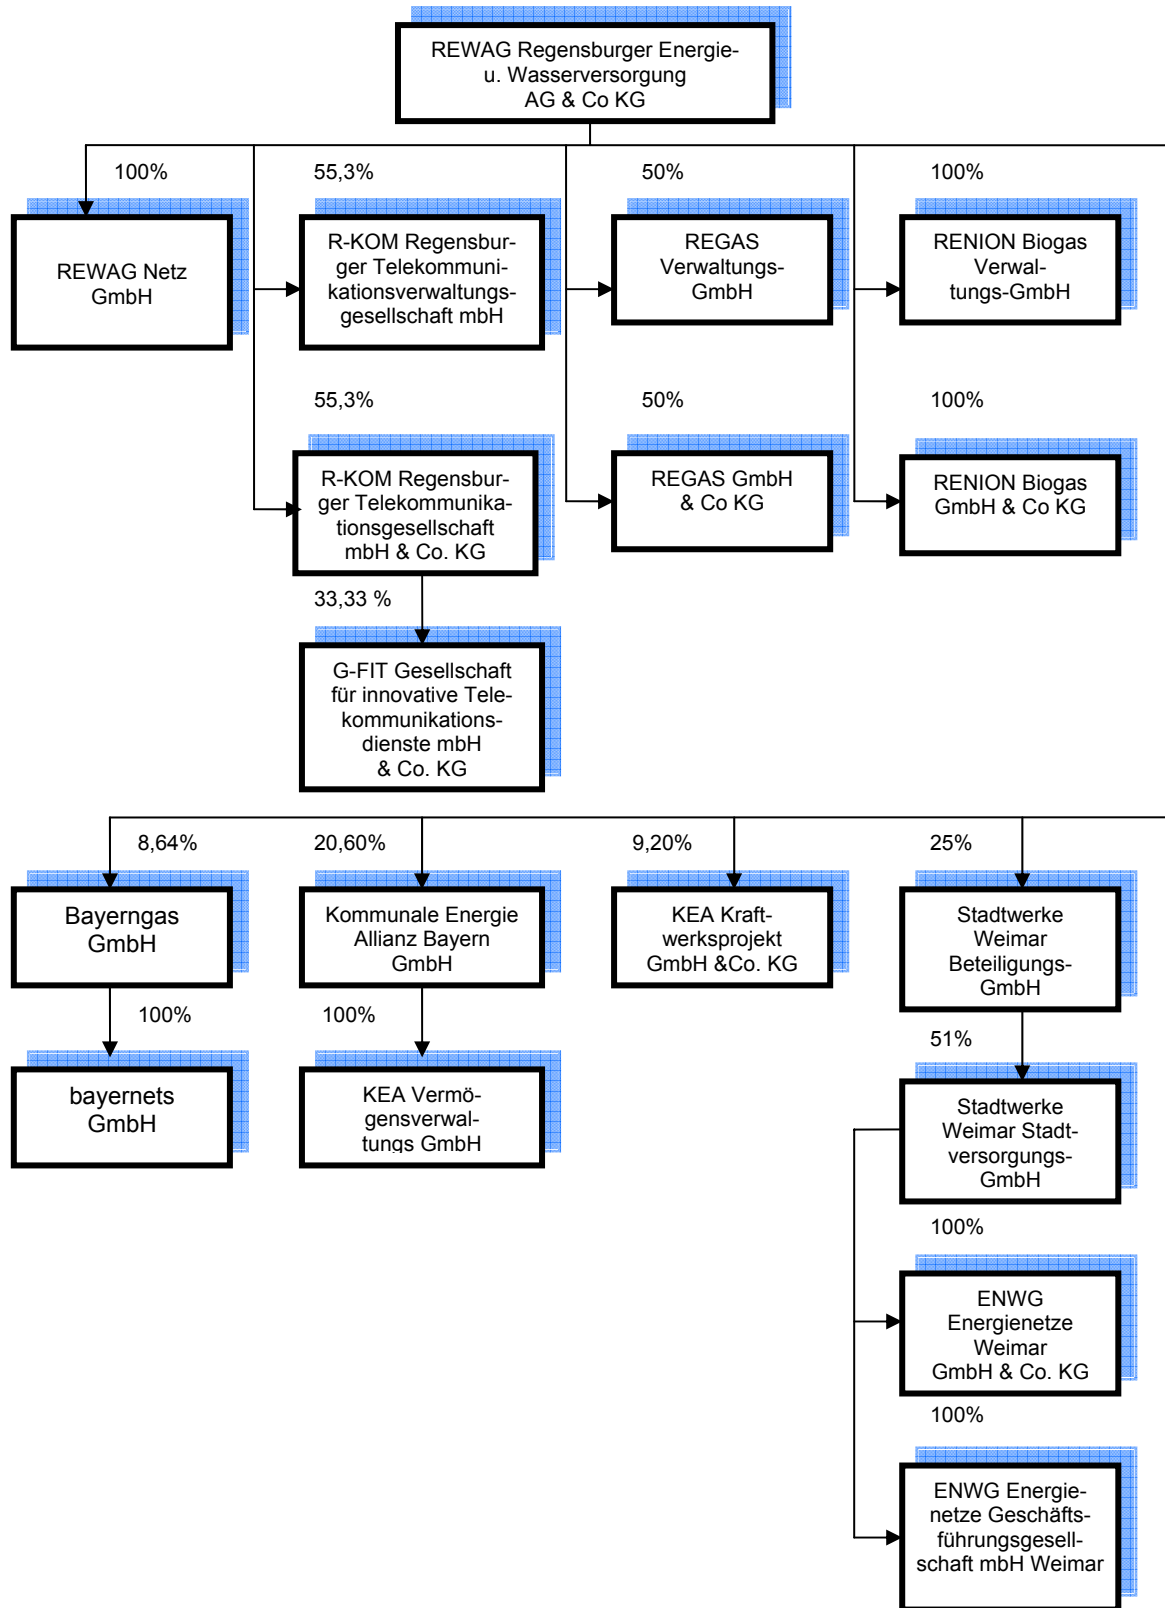 REWAG Regensburger Energie-
u. Wasserversorgung
AG & Co KG
100%
55,3%
50%
100%
REWAG Netz
GmbH
R-KOM Regensbur-
ger Telekommuni-
kationsverwaltungs-
gesellschaft mbH
REGAS
Verwaltungs-
GmbH
RENION Biogas
Verwal-
tungs-GmbH
55,3%
50%
100%
R-KOM Regensbur-
ger Telekommunika-
tionsgesellschaft
mbH & Co. KG
REGAS GmbH
& Co KG
RENION Biogas
GmbH & Co KG
33,33 %
G-FIT Gesellschaft
für innovative Tele-
kommunikations-
dienste mbH
& Co. KG
8,64%
20,60%
9,20%
25%
Bayerngas
GmbH
Kommunale Energie
Allianz Bayern
GmbH
KEA Kraft-
werksprojekt
GmbH &Co. KG
Stadtwerke
Weimar
Beteiligungs-
GmbH
100%
100%
51%
bayernets
GmbH
KEA Vermö-
gensverwal-
tungs GmbH
Stadtwerke
Weimar Stadt-
versorgungs-
GmbH
100%
ENWG
Energienetze
Weimar
GmbH & Co. KG
100%
ENWG Energie-
netze Geschäfts-
führungsgesell-
schaft mbH Weimar